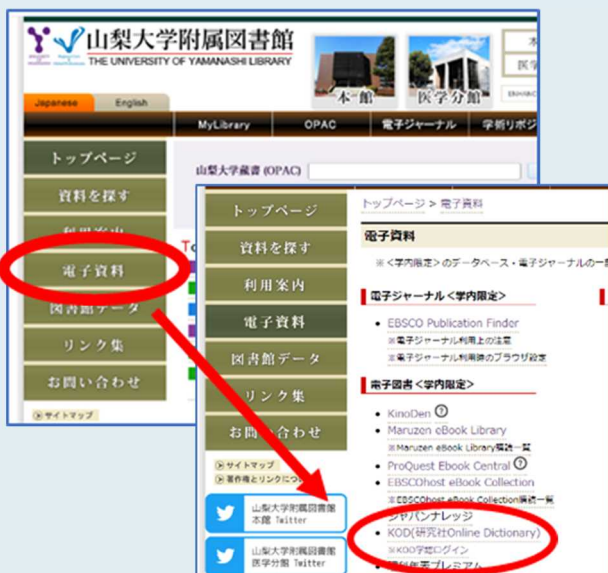 山梨大学附属図書館
THE UNIVERSITY OF YAMANASHI LIBRARY
本館
医学分館
Japanese English
MyLibrary OPAC 電子ジャーナル 学術リポジ
トップページ
資料を探す
利用案内
電子資料
図書館データ
リンク集
お問い合わせ
サイトマップ
山梨大学蔵書 (OPAC)
トップページ
資料を探す
利用案内
電子資料
図書館データ
リンク集
お問い合わせ
サイトマップ
著作権とリンクについ
山梨大学附属図書館
本館 Twitter
山梨大学附属図書館
医学分館 Twitter
トップページ > 電子資料
電子資料
※<学内限定>のデータベース・電子ジャーナルの一
電子ジャーナル<学内限定>
EBSCO Publication Finder
※電子ジャーナル利用上の注意
※電子ジャーナル利用時のブラウザ設定
電子図書<学内限定>
KinoDen
Maruzen eBook Library
※Maruzen eBook Library購読一覧
ProQuest Ebook Central
EBSCOhost eBook Collection
※EBSCOhost eBook Collection購読一覧
ジャパンナレッジ
KOD(研究社Online Dictionary)
※KOD学認ログイン
理科年表プレミアム